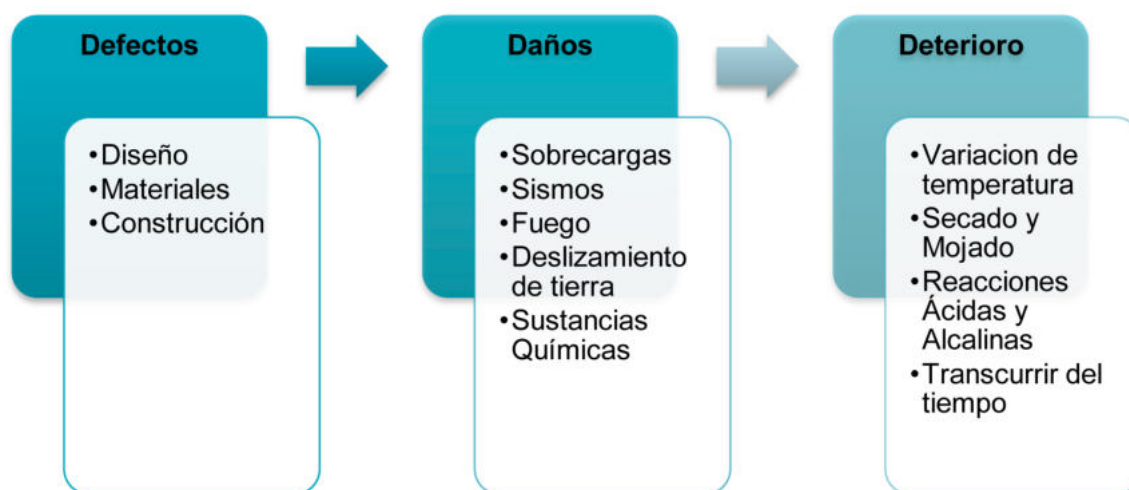 Defectos
•Diseño
•Materiales
•Construcción
Daños
•Sobrecargas
•Sismos
•Fuego
•Deslizamiento
de tierra
•Sustancias
Químicas
Deterioro
•Variacion de
temperatura
•Secado y
Mojado
•Reacciones
Ácidas y
Alcalinas
•Transcurrir del
tiempo